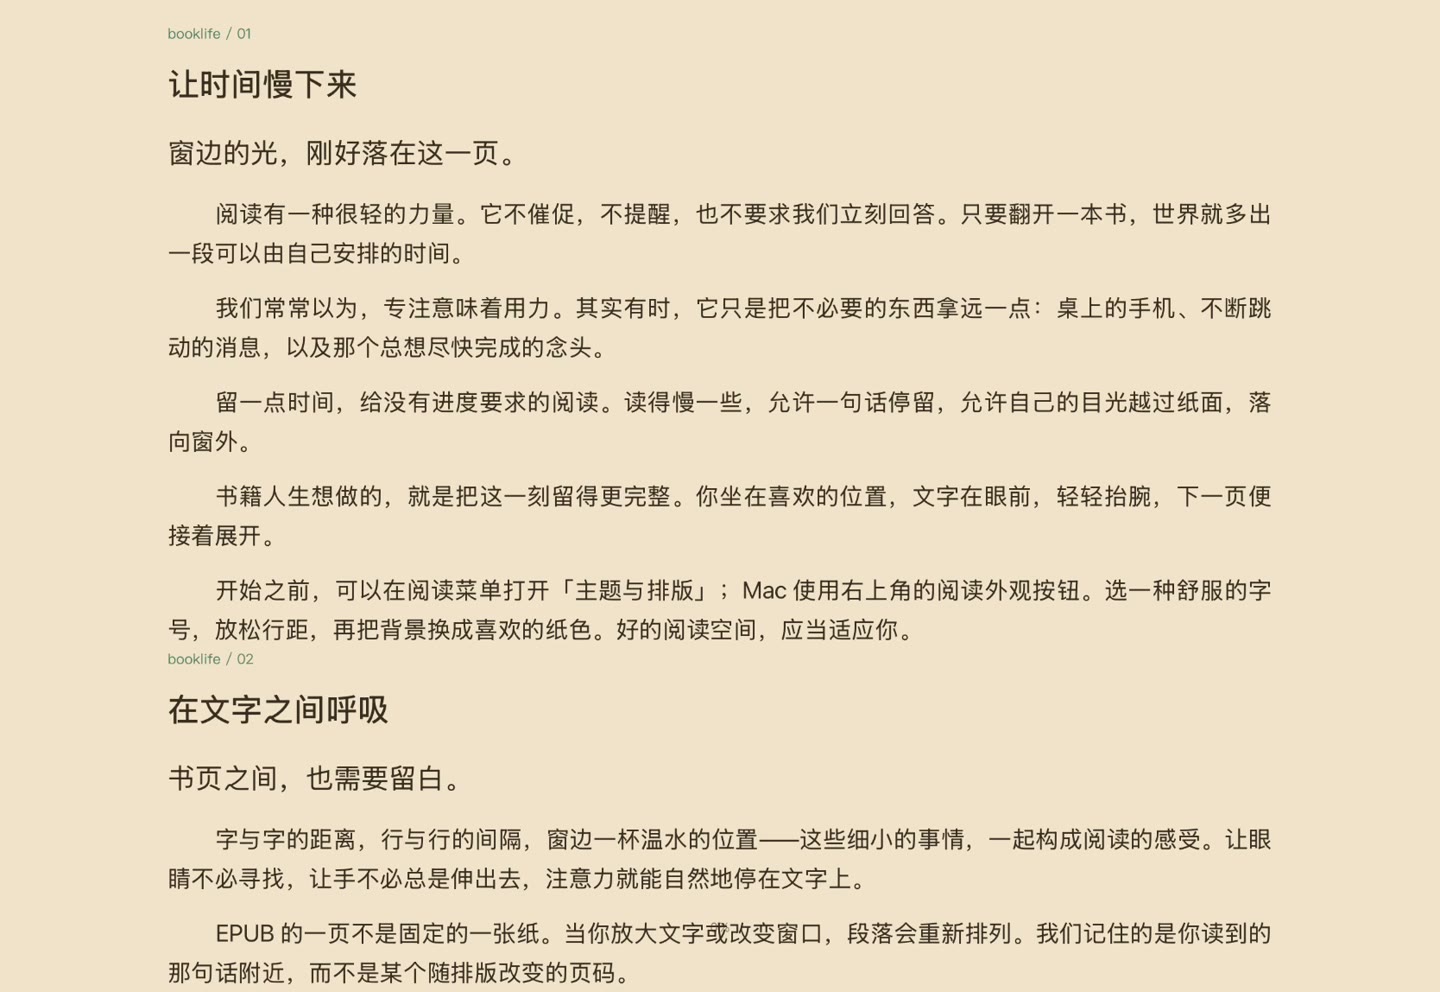 booklife / 01
让时间慢下来
窗边的光，刚好落在这一页。
阅读有一种很轻的力量。它不催促，不提醒，也不要求我们立刻回答。只要翻开一本书，世界就多出
一段可以由自己安排的时间。
我们常常以为，专注意味着用力。其实有时，它只是把不必要的东西拿远一点：桌上的手机、不断跳
动的消息，以及那个总想尽快完成的念头。
留一点时间，给没有进度要求的阅读。读得慢一些，允许一句话停留，允许自己的目光越过纸面，落
向窗外。
书籍人生想做的，就是把这一刻留得更完整。你坐在喜欢的位置，文字在眼前，轻轻抬腕，下一页便
接着展开。
开始之前，可以在阅读菜单打开「主题与排版」；Mac 使用右上角的阅读外观按钮。选一种舒服的字
号，放松行距，再把背景换成喜欢的纸色。好的阅读空间，应当适应你。
booklife / 02
在文字之间呼吸
书页之间，也需要留白。
字与字的距离，行与行的间隔，窗边一杯温水的位置——这些细小的事情，一起构成阅读的感受。让眼
睛不必寻找，让手不必总是伸出去，注意力就能自然地停在文字上。
EPUB 的一页不是固定的一张纸。当你放大文字或改变窗口，段落会重新排列。我们记住的是你读到的
那句话附近，而不是某个随排版改变的页码。